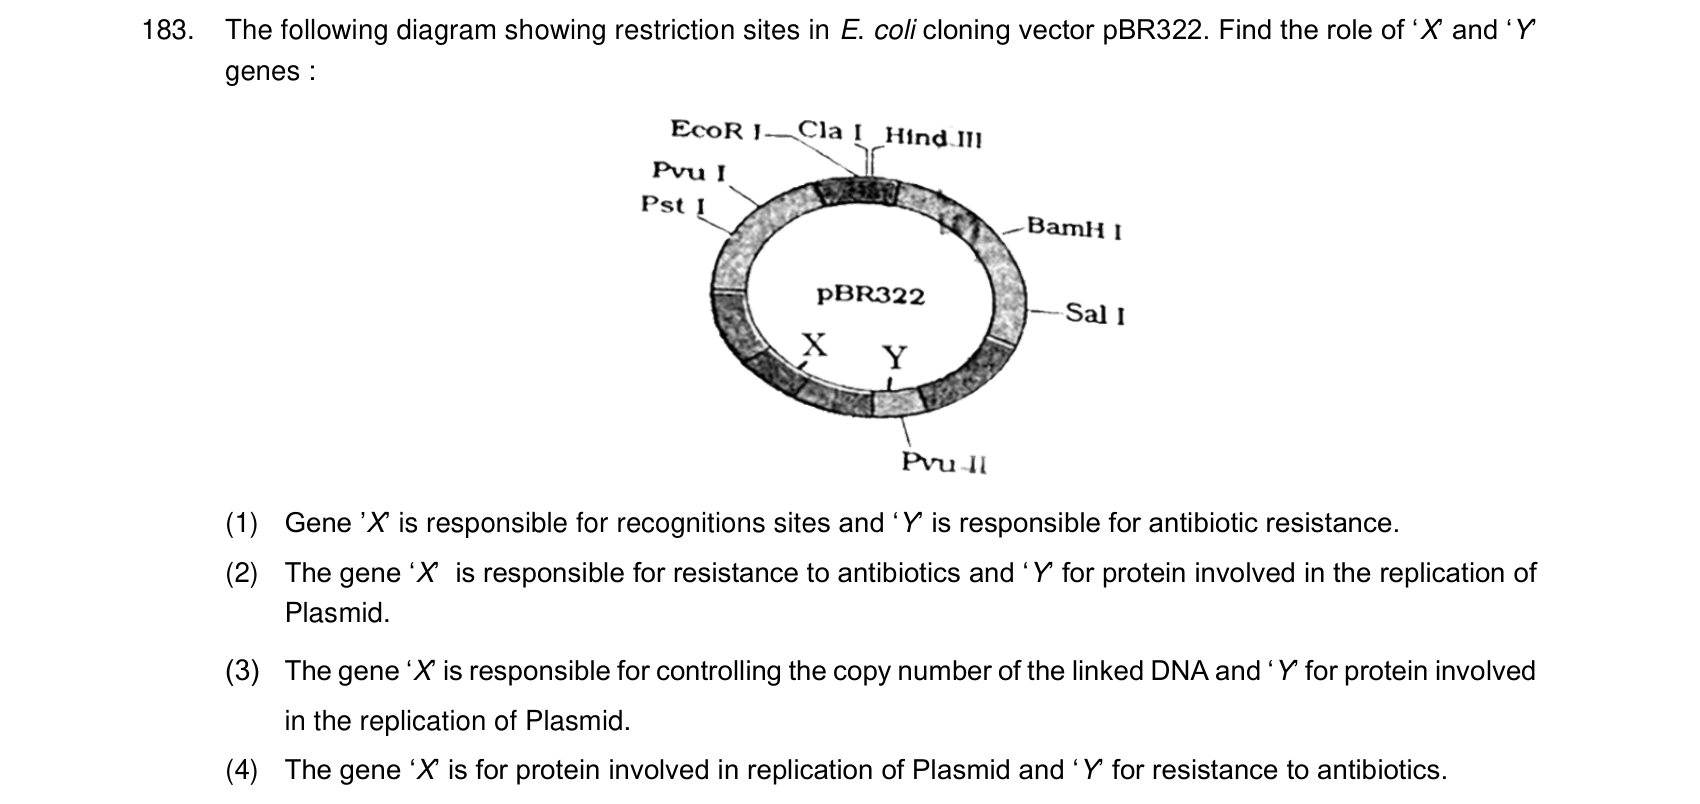 183. The following diagram showing restriction sites in E. coli cloning vector pBR322. Find the role of ‘X’ and ‘Y’
genes :
EcoR I Cla I Hind III
Pvu I
Pst I
BamH I
pBR322
Sal I
X Y
Pvu II
(1) Gene ’X’ is responsible for recognitions sites and ‘Y’ is responsible for antibiotic resistance.
(2) The gene ‘X’ is responsible for resistance to antibiotics and ‘Y’ for protein involved in the replication of
Plasmid.
(3) The gene ‘X’ is responsible for controlling the copy number of the linked DNA and ‘Y’ for protein involved
in the replication of Plasmid.
(4) The gene ‘X’ is for protein involved in replication of Plasmid and ‘Y’ for resistance to antibiotics.